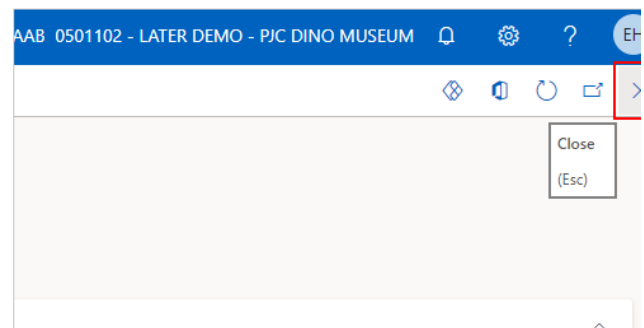 AAB 0501102 - LATER DEMO - PJC DINO MUSEUM ? EH
Close
(Esc)